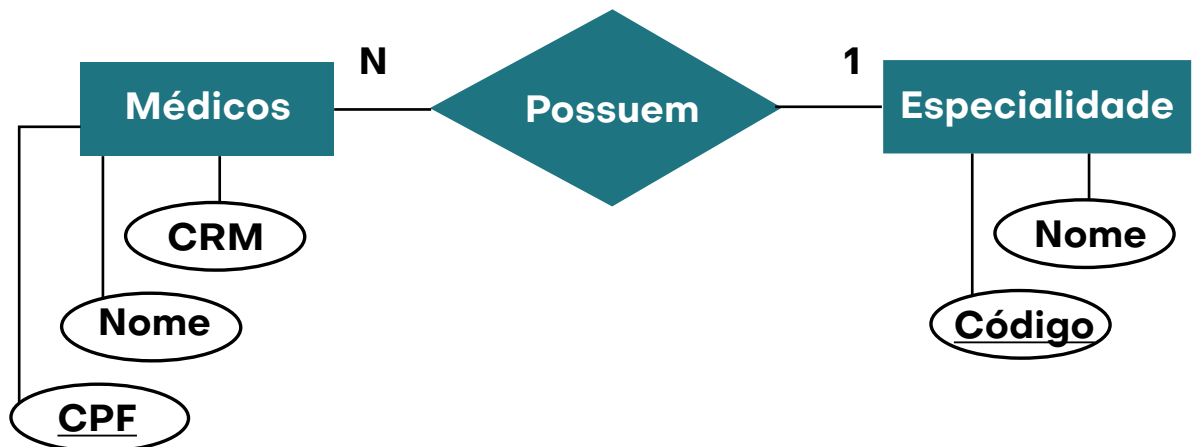 N
1
Médicos
Possuem
Especialidade
CRM
Nome
Nome
Código
CPF